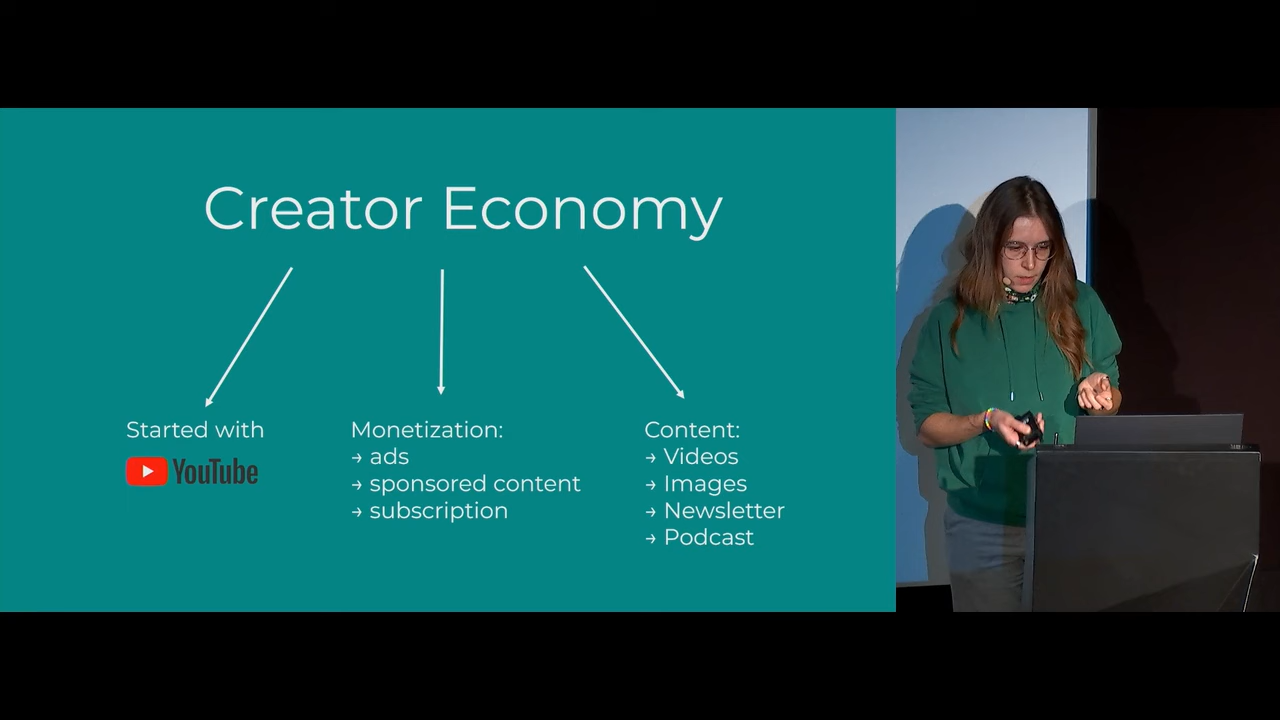 Creator Economy
Started with
YouTube
Monetization:
→ ads
→ sponsored content
→ subscription
Content:
→ Videos
→ Images
→ Newsletter
→ Podcast